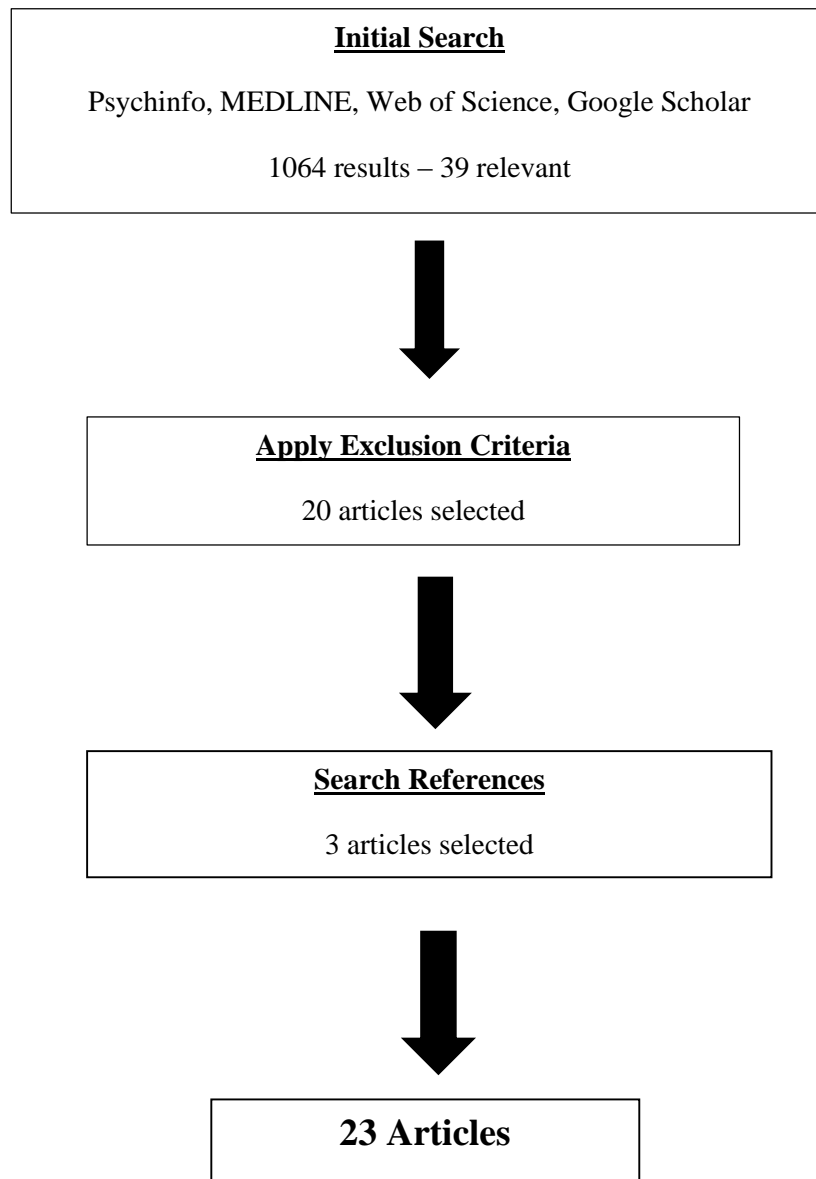 Initial Search
Psychinfo, MEDLINE, Web of Science, Google Scholar
1064 results – 39 relevant
Apply Exclusion Criteria
20 articles selected
Search References
3 articles selected
23 Articles